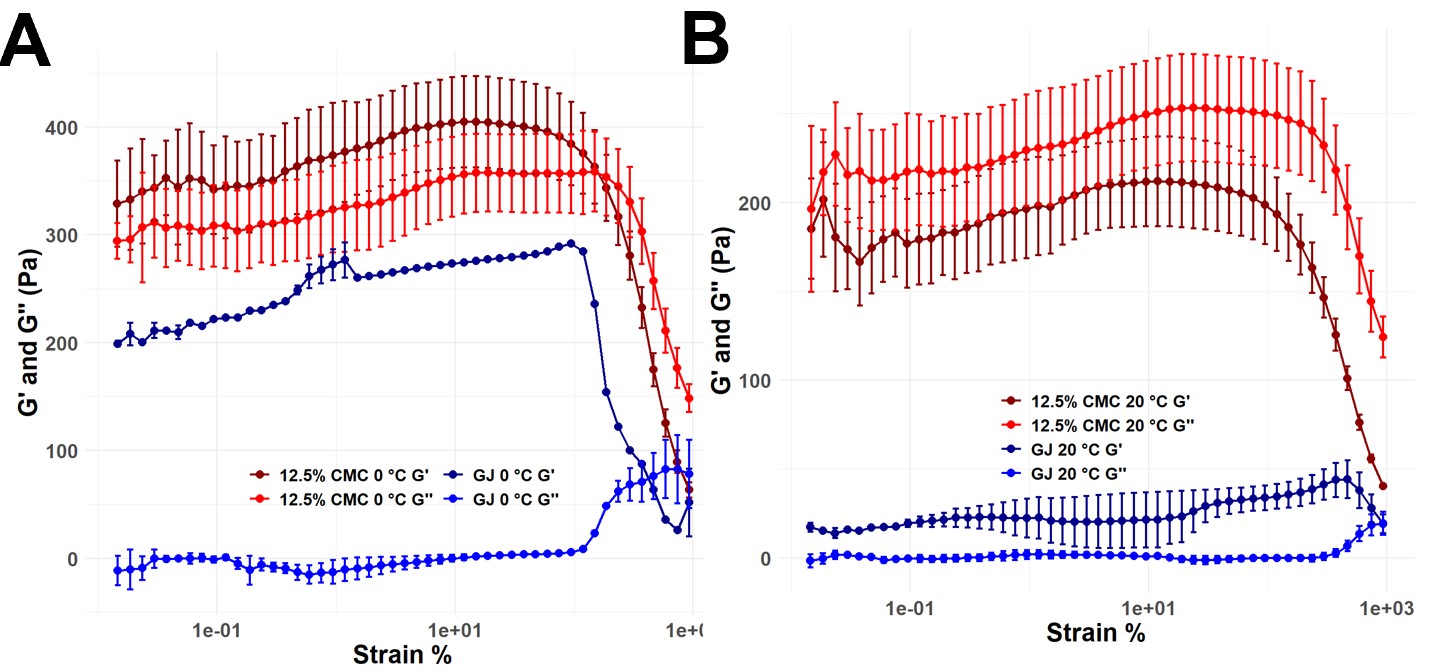 A
B
G' and G'' (Pa)
400
300
200
100
0
12.5% CMC 0 °C G'
12.5% CMC 0 °C G''
GJ 0 °C G'
GJ 0 °C G''
1e-01
1e+01
1e+0
Strain %
G' and G'' (Pa)
200
100
0
12.5% CMC 20 °C G'
12.5% CMC 20 °C G''
GJ 20 °C G'
GJ 20 °C G''
1e-01
1e+01
1e+03
Strain %